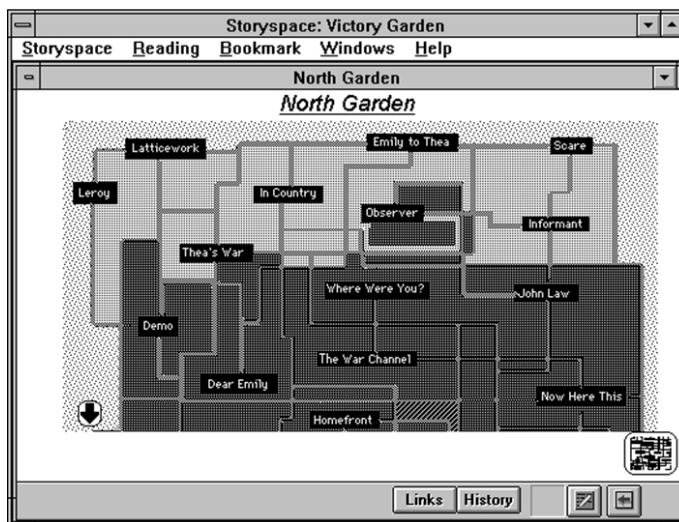 Storyspace: Victory Garden
Storyspace Reading Bookmark Windows Help
North Garden
North Garden
Latticework
Emily to Thea
Scare
Leroy
In Country
Observer
Informant
Thea's War
Where Were You?
John Law
Demo
The War Channel
Dear Emily
Now Here This
Homefront
Links History